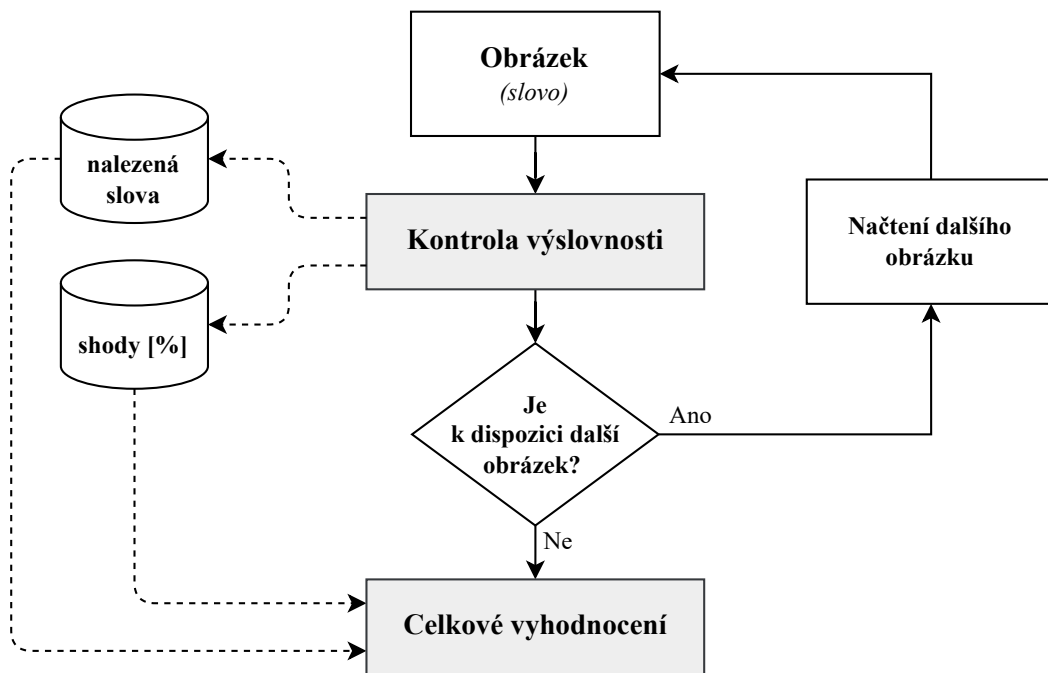 Obrázek
(slovo)
nalezená
slova
Kontrola výslovnosti
Načtení dalšího
obrázku
shody [%]
Je
k dispozici další
obrázek?
Ano
Ne
Celkové vyhodnocení